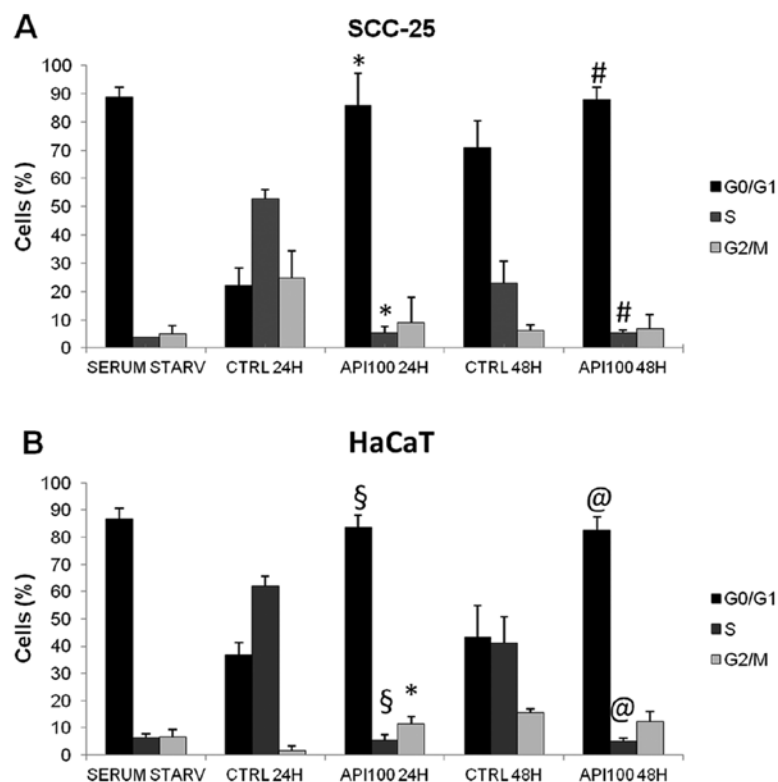 A
SCC-25
100
90
80
70
60
50
40
30
20
10
0
Cells (%)
*
*
#
#
G0/G1
S
G2/M
SERUM STARV CTRL 24H API100 24H CTRL 48H API100 48H
B
HaCaT
100
90
80
70
60
50
40
30
20
10
0
Cells (%)
§
§
*
@
@
G0/G1
S
G2/M
SERUM STARV CTRL 24H API100 24H CTRL 48H API100 48H